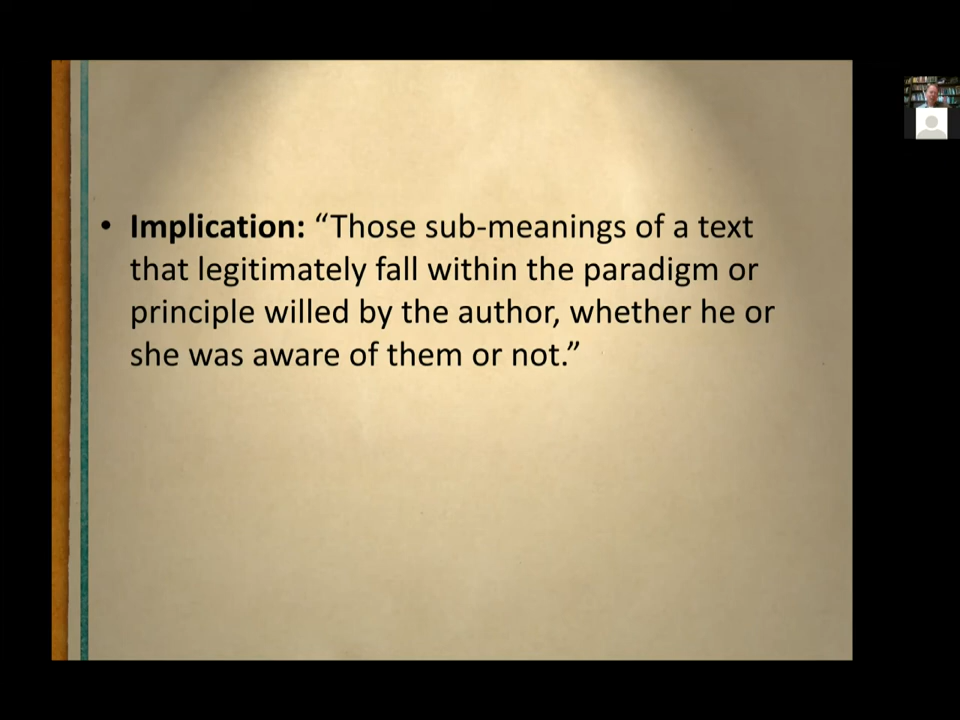 • Implication: “Those sub-meanings of a text
that legitimately fall within the paradigm or
principle willed by the author, whether he or
she was aware of them or not.”